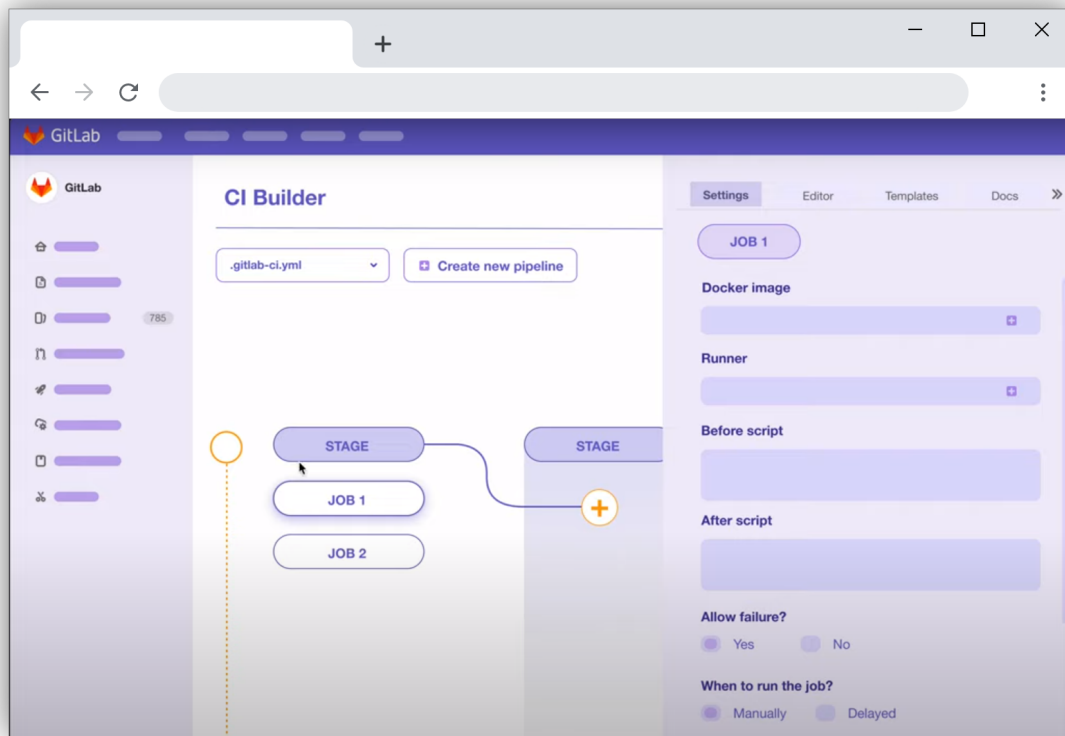 GitLab
GitLab
785
CI Builder
.gitlab-ci.yml
Create new pipeline
STAGE
JOB 1
JOB 2
STAGE
Settings Editor Templates Docs
JOB 1
Docker image
Runner
Before script
After script
Allow failure?
Yes No
When to run the job?
Manually Delayed